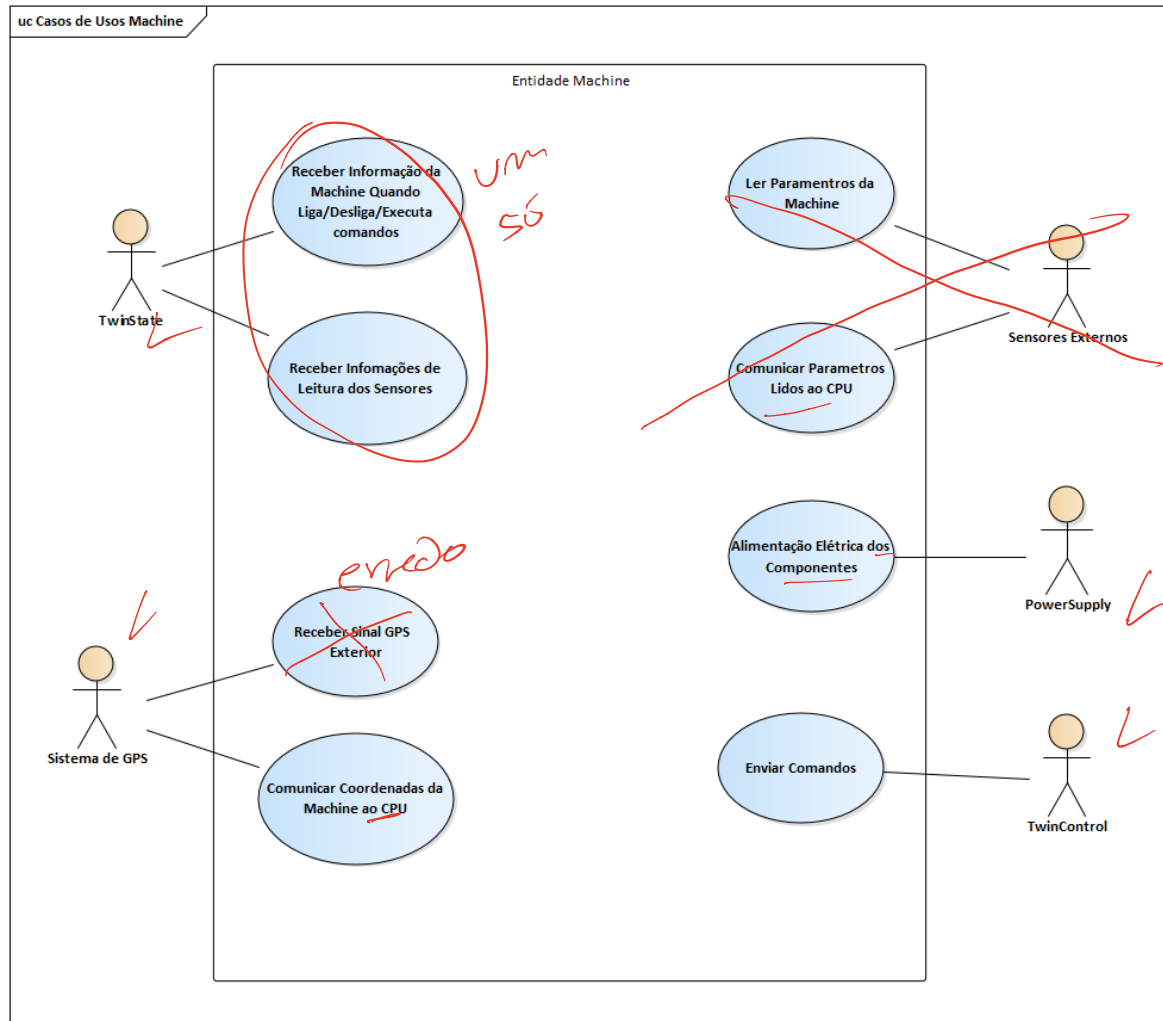 uc Casos de Usos Machine
Entidade Machine
Receber Informação da
Machine Quando
Liga/Desliga/Executa
comandos
um
só
TwinState
Receber Infomações de
Leitura dos Sensores
Ler Paramentros da
Machine
Sensores Externos
Comunicar Parametros
Lidos ao CPU
Alimentação Elétrica dos
Componentes
PowerSupply
errado
Receber Sinal GPS
Exterior
Sistema de GPS
Comunicar Coordenadas da
Machine ao CPU
Enviar Comandos
TwinControl